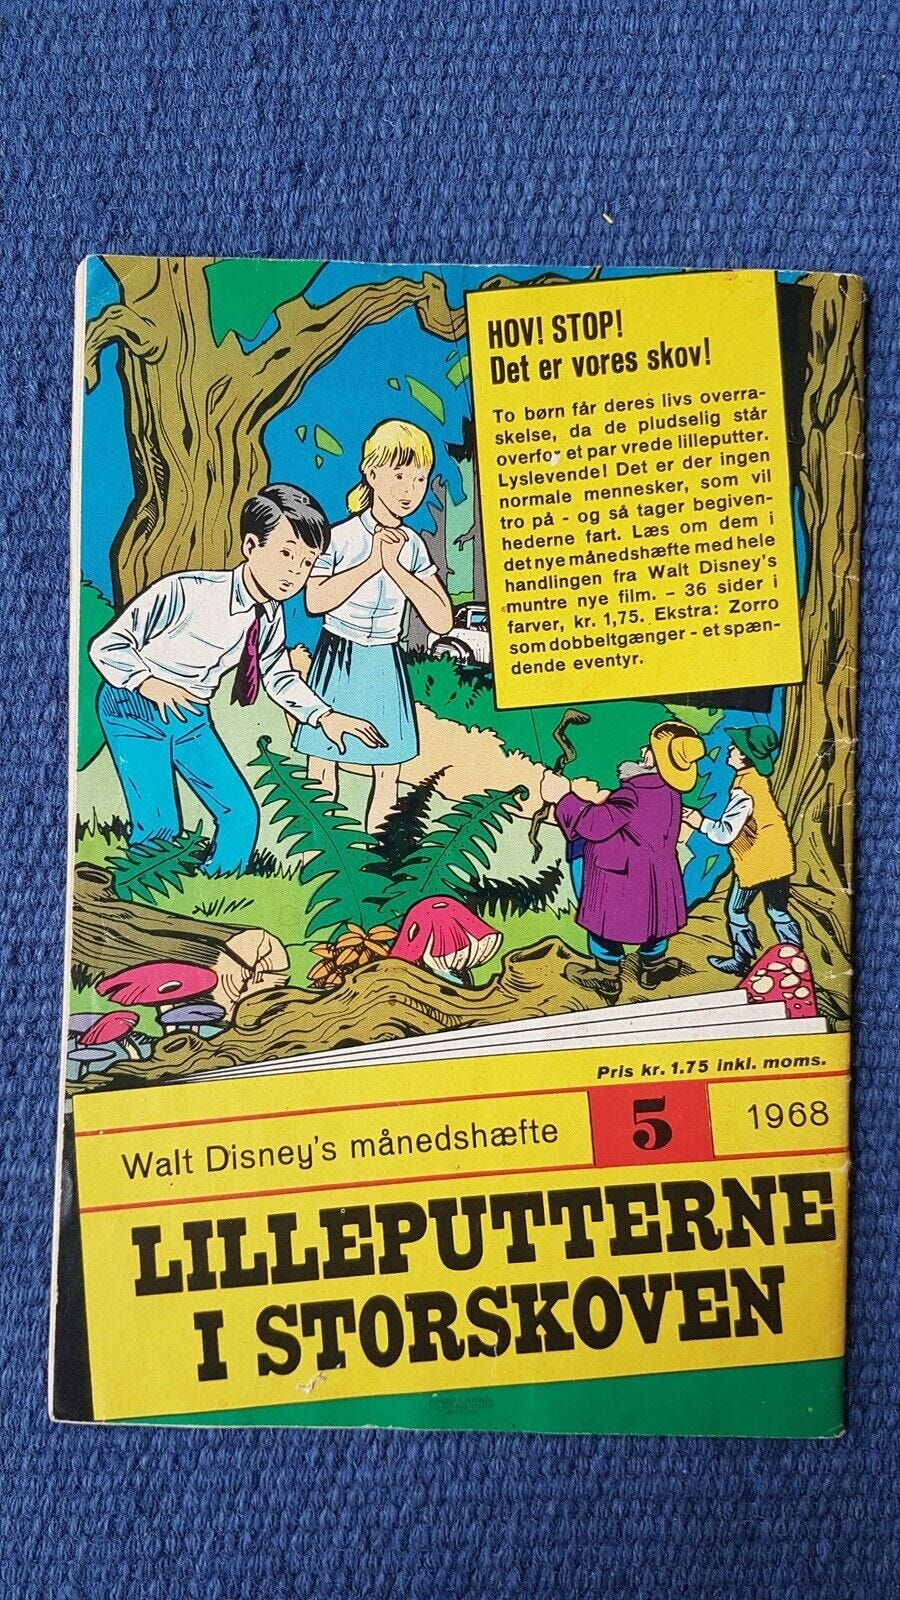 HOV! STOP!
Det er vores skov!
To børn får deres livs overra-
skelse, da de pludselig står
overfor et par vrede lilleputter.
Lyslevende! Det er der ingen
normale mennesker, som vil
tro på - og så tager begiven-
hederne fart. Læs om dem i
det nye månedshæfte med hele
handlingen fra Walt Disney's
muntre nye film. - 36 sider i
farver, kr. 1,75. Ekstra: Zorro
som dobbeltgænger - et spæn-
dende eventyr.
Pris kr. 1.75 inkl. moms.
Walt Disney's månedshæfte 5 1968
LILLEPUTTERNE
I STORSKOVEN